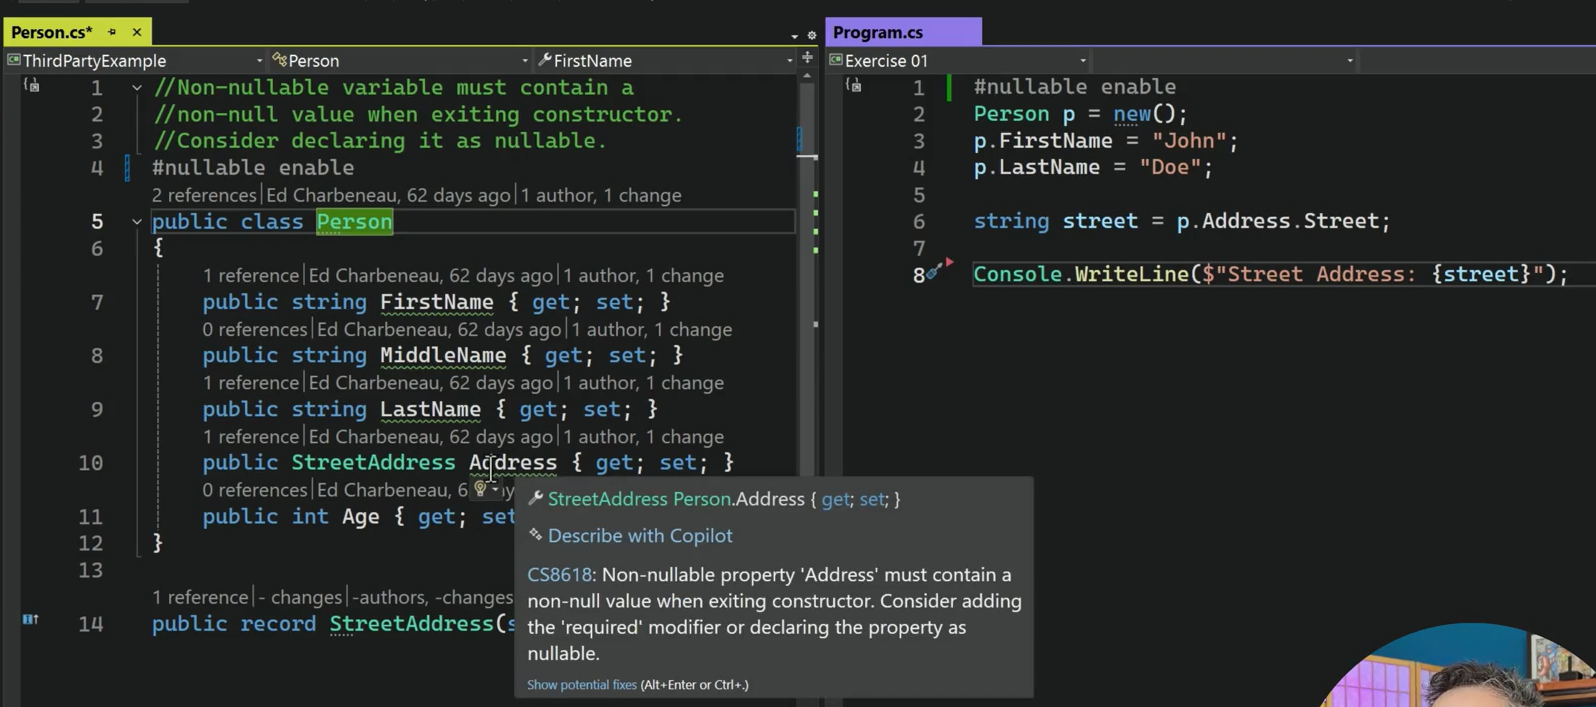 Person.cs*
Program.cs
ThirdPartyExample
Person
FirstName
Exercise 01
1 //Non-nullable variable must contain a
2 //non-null value when exiting constructor.
3 //Consider declaring it as nullable.
4 #nullable enable
2 references | Ed Charbeneau, 62 days ago | 1 author, 1 change
5 public class Person
6 {
1 reference | Ed Charbeneau, 62 days ago | 1 author, 1 change
7 public string FirstName { get; set; }
0 references | Ed Charbeneau, 62 days ago | 1 author, 1 change
8 public string MiddleName { get; set; }
1 reference | Ed Charbeneau, 62 days ago | 1 author, 1 change
9 public string LastName { get; set; }
1 reference | Ed Charbeneau, 62 days ago | 1 author, 1 change
10 public StreetAddress Address { get; set; }
0 references | Ed Charbeneau, 6
11 public int Age { get; set
12 }
13
1 reference | - changes | -authors, -changes
14 public record StreetAddress(
StreetAddress Person.Address { get; set; }
Describe with Copilot
CS8618: Non-nullable property 'Address' must contain a
non-null value when exiting constructor. Consider adding
the 'required' modifier or declaring the property as
nullable.
Show potential fixes (Alt+Enter or Ctrl+.)
1 #nullable enable
2 Person p = new();
3 p.FirstName = "John";
4 p.LastName = "Doe";
5
6 string street = p.Address.Street;
7
8 Console.WriteLine($"Street Address: {street}");